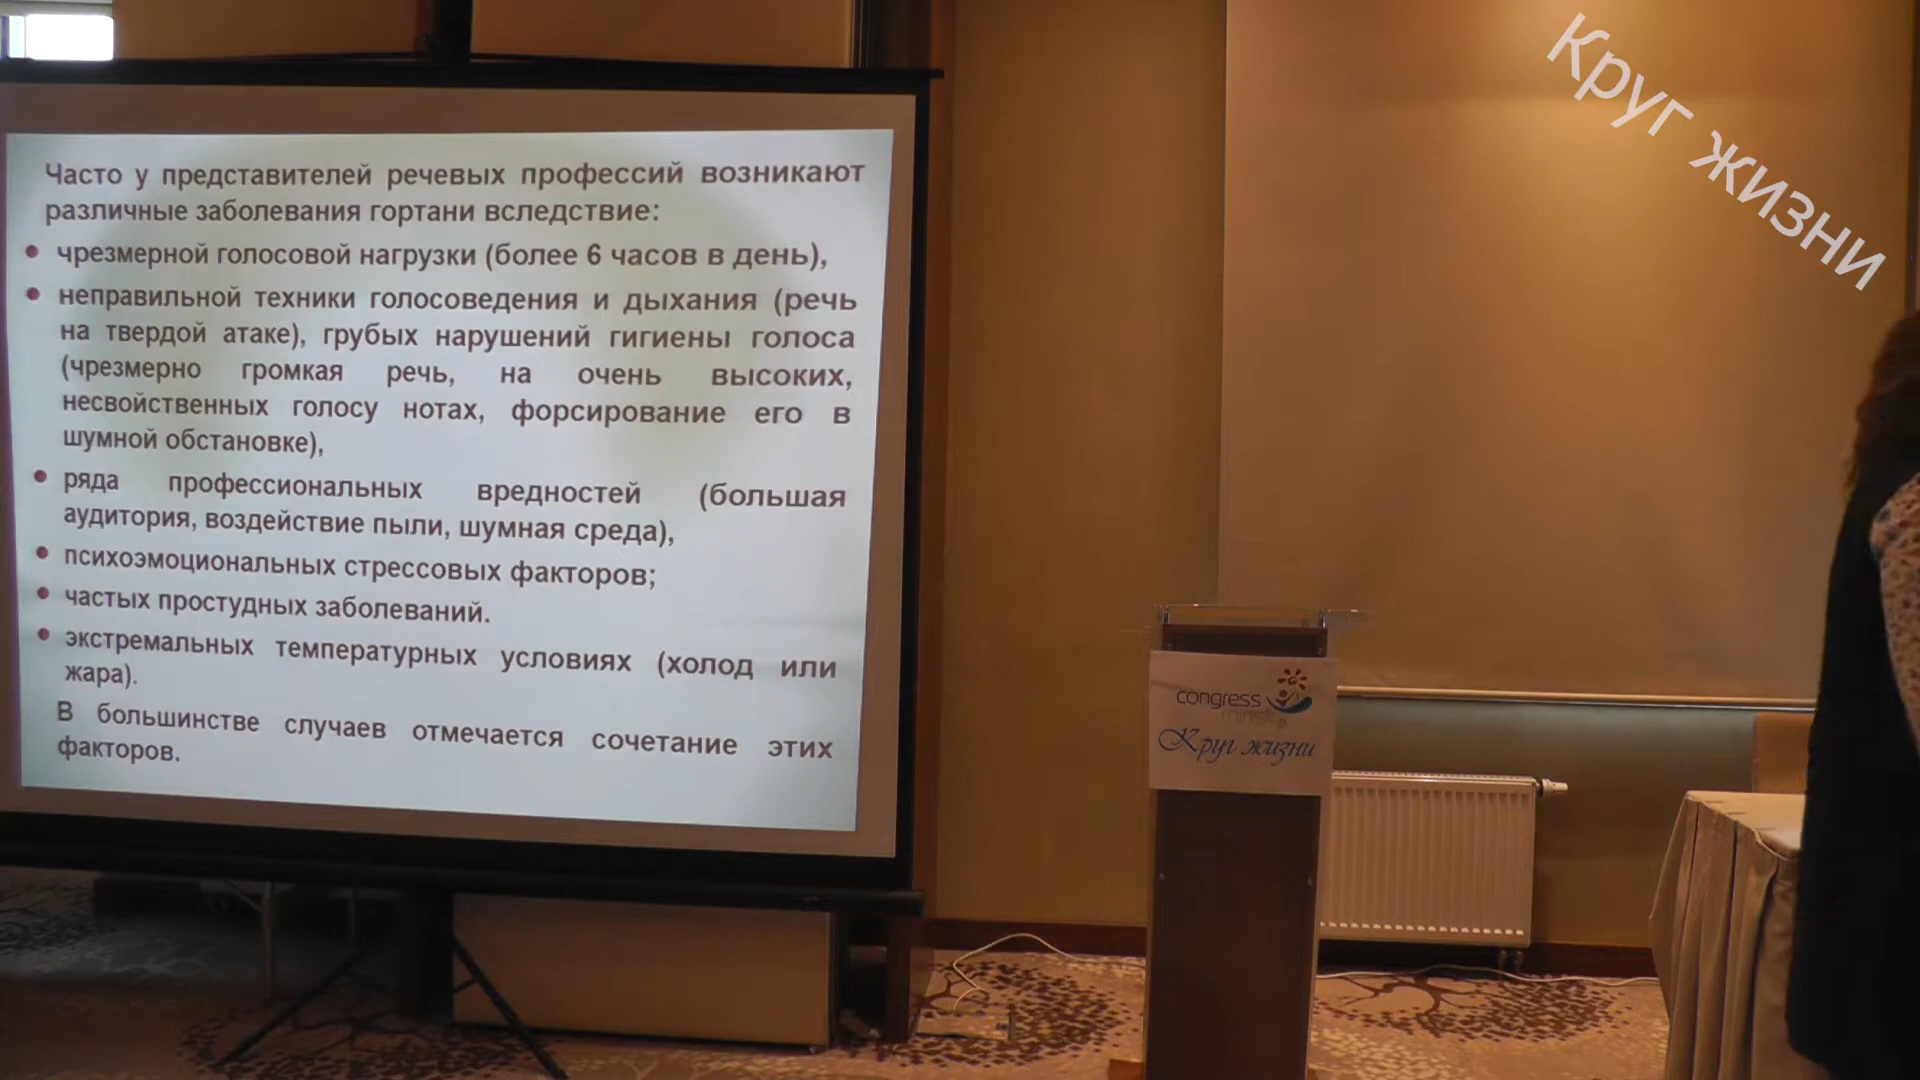 Часто у представителей речевых профессий возникают
различные заболевания гортани вследствие:
чрезмерной голосовой нагрузки (более 6 часов в день),
неправильной техники голосоведения и дыхания (речь
на твердой атаке), грубых нарушений гигиены голоса
(чрезмерно громкая речь, на очень высоких,
несвойственных голосу нотах, форсирование его в
шумной обстановке),
ряда профессиональных вредностей (большая
аудитория, воздействие пыли, шумная среда),
психоэмоциональных стрессовых факторов;
частых простудных заболеваний.
экстремальных температурных условиях (холод или
жара).
В большинстве случаев отмечается сочетание этих
факторов.
Круг жизни
congress
minsk
Круг жизни